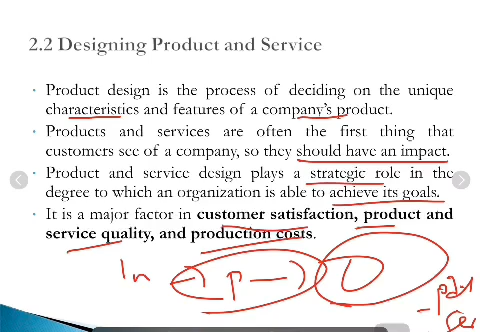 2.2 Designing Product and Service
• Product design is the process of deciding on the unique
characteristics and features of a company's product.
• Products and services are often the first thing that
customers see of a company, so they should have an impact.
• Product and service design plays a strategic role in the
degree to which an organization is able to achieve its goals.
• It is a major factor in customer satisfaction, product and
service quality, and production costs.
In